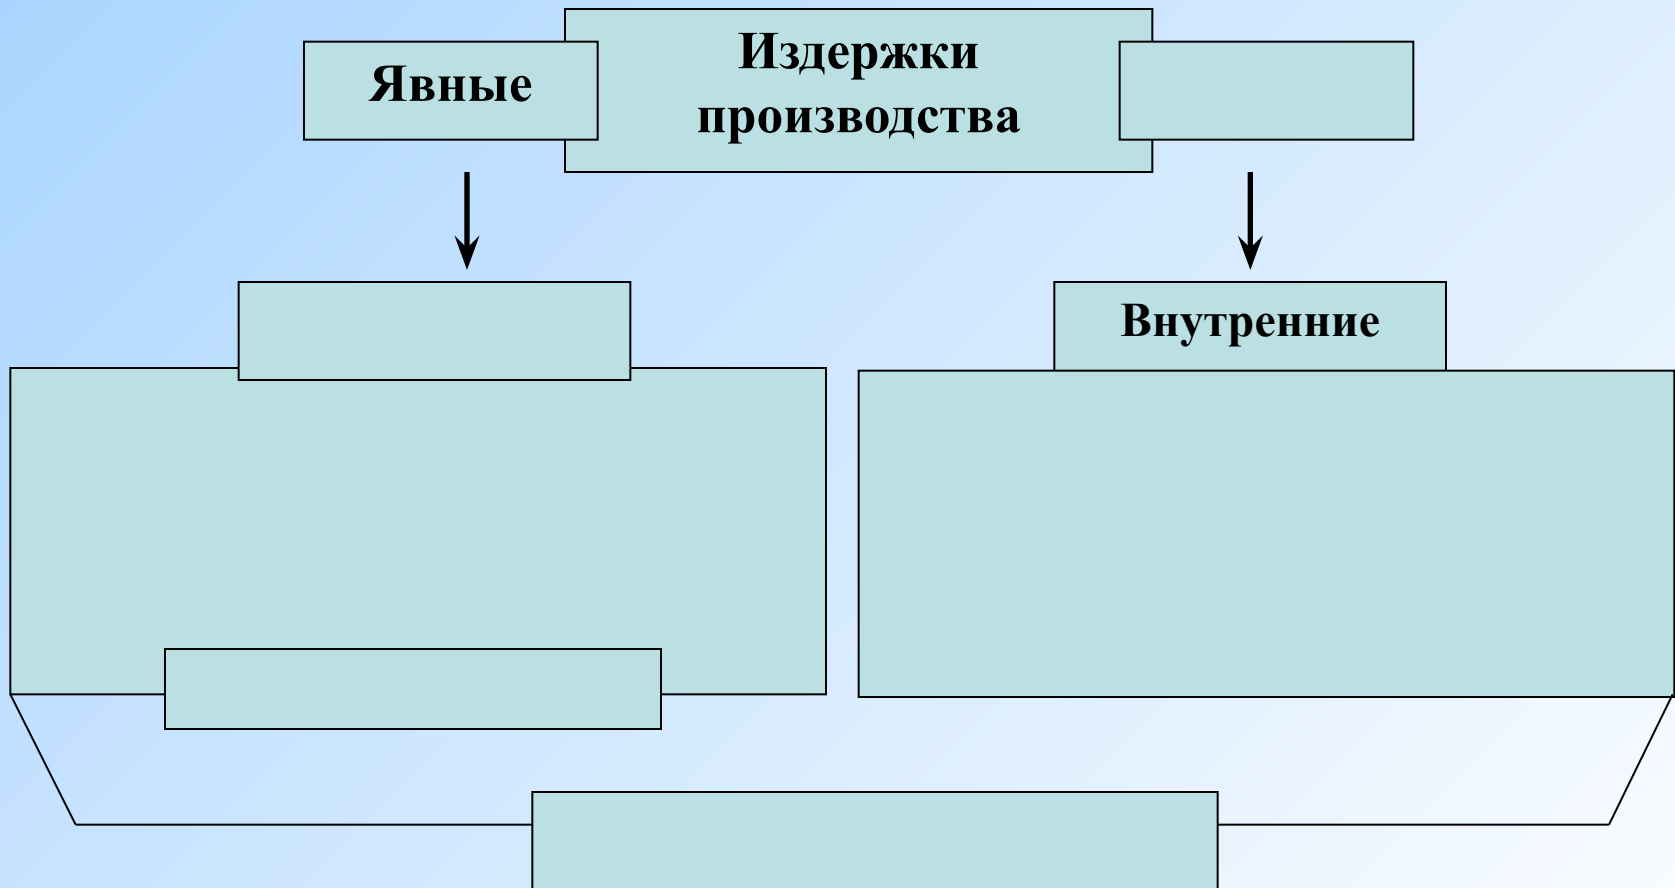 Явные
Издержки
производства
Внутренние